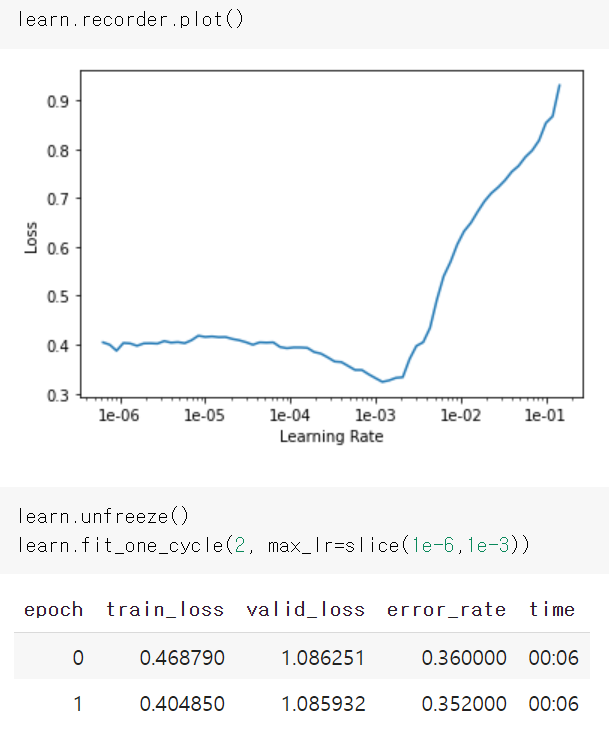 learn.recorder.plot()
0.9
0.8
0.7
0.6
0.5
0.4
0.3
Loss
1e-06 1e-05 1e-04 1e-03 1e-02 1e-01
Learning Rate
learn.unfreeze()
learn.fit_one_cycle(2, max_lr=slice(1e-6,1e-3))
epoch train_loss valid_loss error_rate time
0 0.468790 1.086251 0.360000 00:06
1 0.404850 1.085932 0.352000 00:06